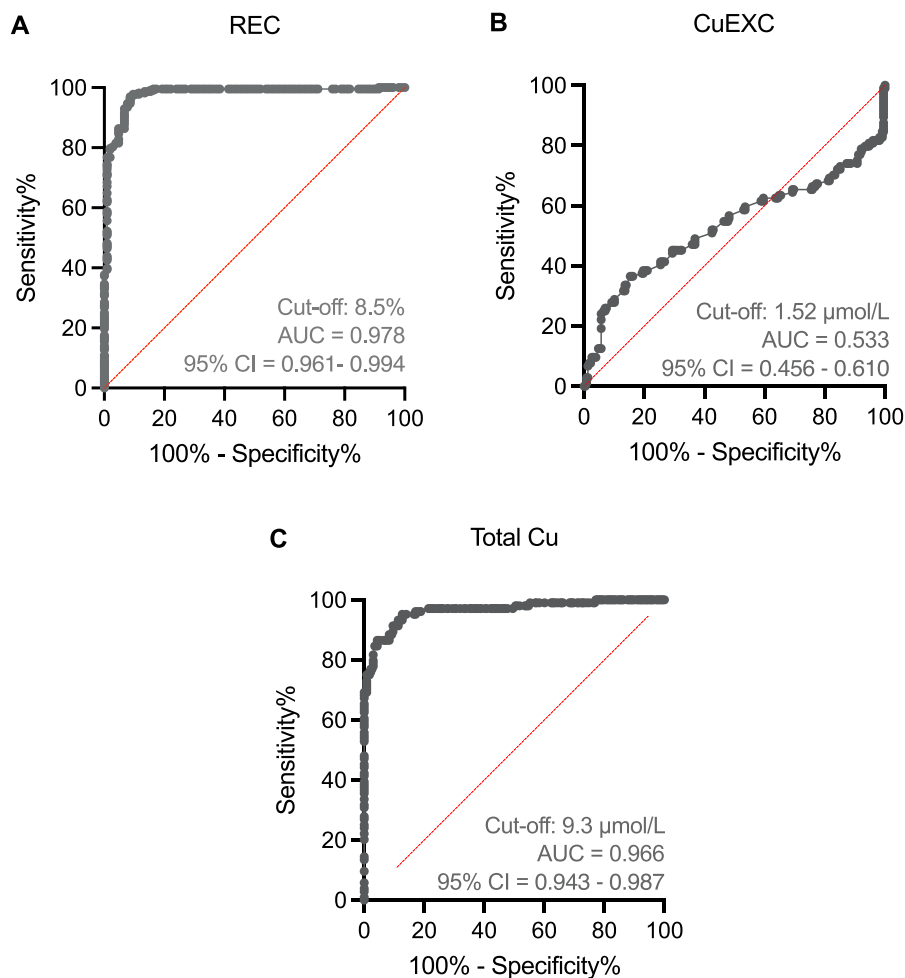 A
REC
100
80
60
40
20
0
Sensitivity%
Cut-off: 8.5%
AUC = 0.978
95% CI = 0.961- 0.994
0 20 40 60 80 100
100% - Specificity%
B
CuEXC
100
80
60
40
20
0
Sensitivity%
Cut-off: 1.52 µmol/L
AUC = 0.533
95% CI = 0.456 - 0.610
0 20 40 60 80 100
100% - Specificity%
C
Total Cu
100
80
60
40
20
0
Sensitivity%
Cut-off: 9.3 µmol/L
AUC = 0.966
95% CI = 0.943 - 0.987
0 20 40 60 80 100
100% - Specificity%